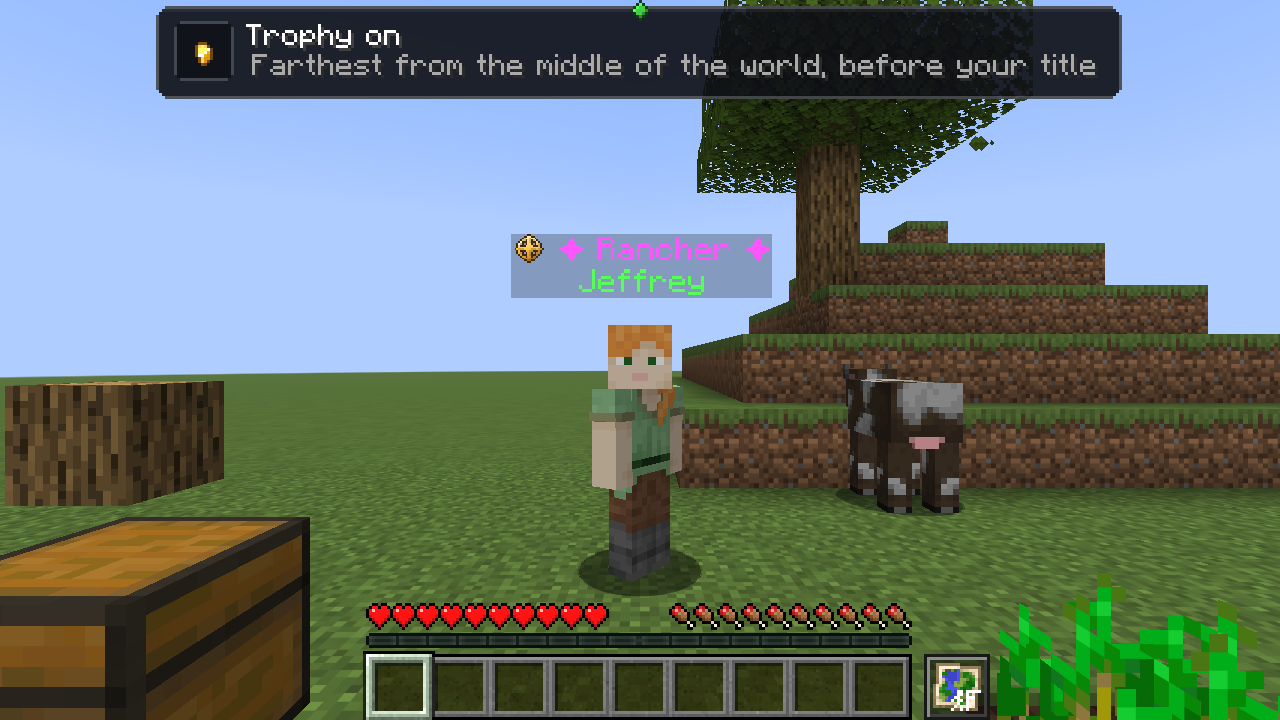 Trophy on
Farthest from the middle of the world, before your title
Rancher
Jeffrey